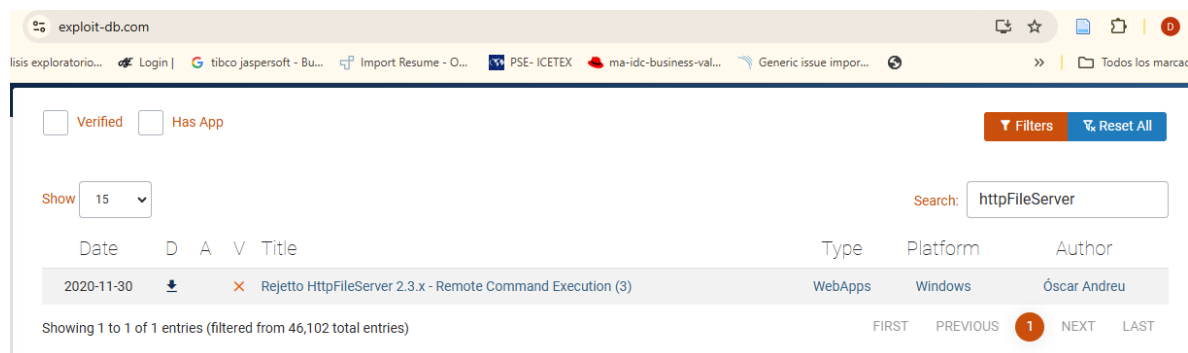 exploit-db.com
D
lisis exploratorio... Login | tibco jaspersoft - Bu... Import Resume - O... PSE- ICETEX ma-idc-business-val... Generic issue impor... » Todos los marcad
Verified Has App Filters Reset All
Show 15 Search: httpFileServer
Date D A V Title Type Platform Author
2020-11-30 Rejetto HttpFileServer 2.3.x - Remote Command Execution (3) WebApps Windows Óscar Andreu
Showing 1 to 1 of 1 entries (filtered from 46,102 total entries) FIRST PREVIOUS 1 NEXT LAST